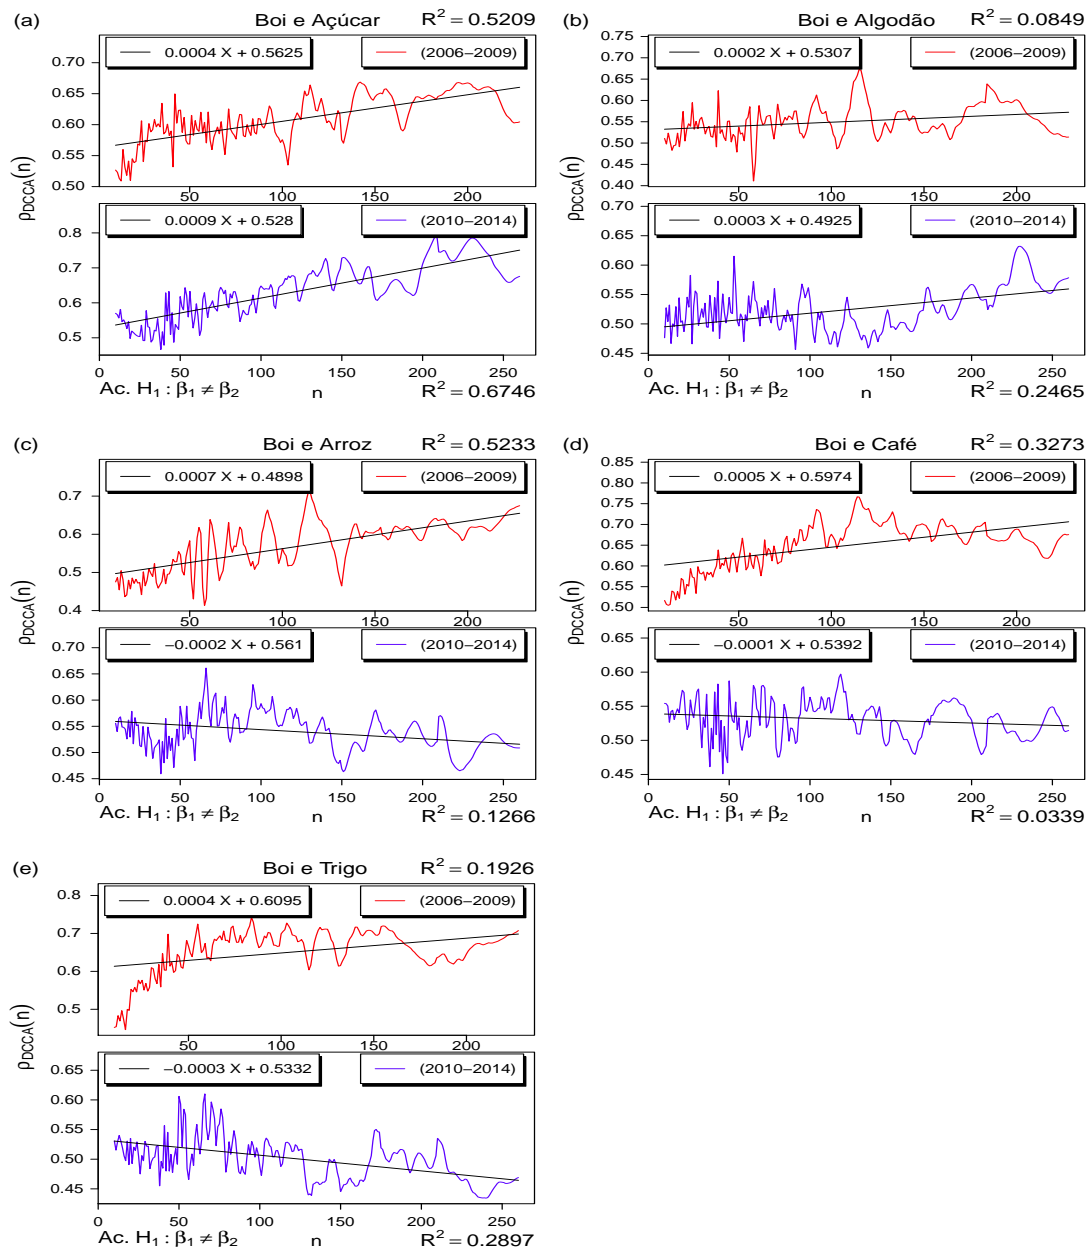 (a) Boi e Açúcar R² = 0.5209
0.0004 X + 0.5625 (2006−2009)
0.70
0.65
0.60
0.55
0.50
50 100 150 200
0.0009 X + 0.528 (2010−2014)
0.8
0.7
0.6
0.5
0 50 100 150 200 250
ρDCCA(n)
Ac. H₁ : β₁ ≠ β₂ n R² = 0.6746
(b) Boi e Algodão R² = 0.0849
0.0002 X + 0.5307 (2006−2009)
0.75
0.70
0.65
0.60
0.55
0.50
0.45
0.40
50 100 150 200
0.0003 X + 0.4925 (2010−2014)
0.70
0.65
0.60
0.55
0.50
0.45
0 50 100 150 200 250
ρDCCA(n)
Ac. H₁ : β₁ ≠ β₂ n R² = 0.2465
(c) Boi e Arroz R² = 0.5233
0.0007 X + 0.4898 (2006−2009)
0.7
0.6
0.5
0.4
50 100 150 200
−0.0002 X + 0.561 (2010−2014)
0.70
0.65
0.60
0.55
0.50
0.45
0 50 100 150 200 250
ρDCCA(n)
Ac. H₁ : β₁ ≠ β₂ n R² = 0.1266
(d) Boi e Café R² = 0.3273
0.0005 X + 0.5974 (2006−2009)
0.85
0.80
0.75
0.70
0.65
0.60
0.55
0.50
50 100 150 200
−0.0001 X + 0.5392 (2010−2014)
0.65
0.60
0.55
0.50
0.45
0 50 100 150 200 250
ρDCCA(n)
Ac. H₁ : β₁ ≠ β₂ n R² = 0.0339
(e) Boi e Trigo R² = 0.1926
0.0004 X + 0.6095 (2006−2009)
0.8
0.7
0.6
0.5
50 100 150 200
−0.0003 X + 0.5332 (2010−2014)
0.65
0.60
0.55
0.50
0.45
0 50 100 150 200 250
ρDCCA(n)
Ac. H₁ : β₁ ≠ β₂ n R² = 0.2897